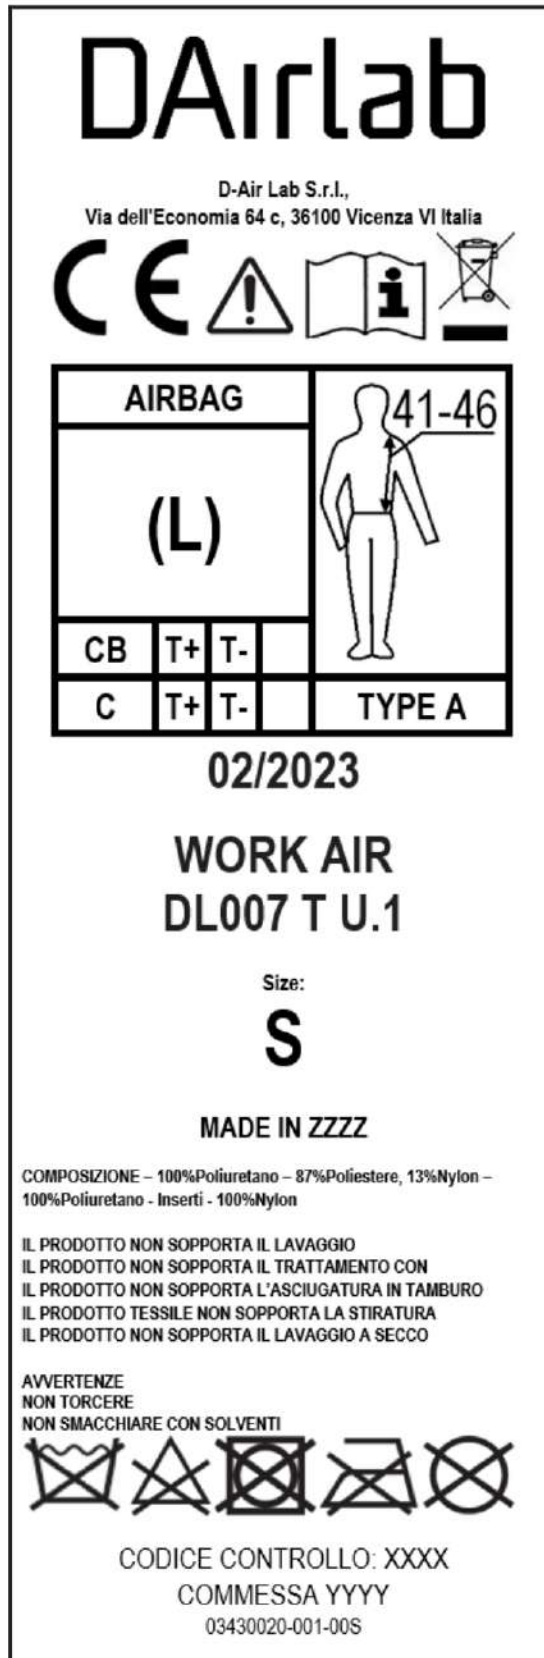 DAırlab
D-Air Lab S.r.l.,
Via dell'Economia 64 c, 36100 Vicenza VI Italia
CE
AIRBAG
41-46
(L)
CB T+ T-
C T+ T- TYPE A
02/2023
WORK AIR
DL007 T U.1
Size:
S
MADE IN ZZZZ
COMPOSIZIONE – 100%Poliuretano – 87%Poliestere, 13%Nylon –
100%Poliuretano - Inserti - 100%Nylon
IL PRODOTTO NON SOPPORTA IL LAVAGGIO
IL PRODOTTO NON SOPPORTA IL TRATTAMENTO CON
IL PRODOTTO NON SOPPORTA L'ASCIUGATURA IN TAMBURO
IL PRODOTTO TESSILE NON SOPPORTA LA STIRATURA
IL PRODOTTO NON SOPPORTA IL LAVAGGIO A SECCO
AVVERTENZE
NON TORCERE
NON SMACCHIARE CON SOLVENTI
CODICE CONTROLLO: XXXX
COMMESSA YYYY
03430020-001-00S